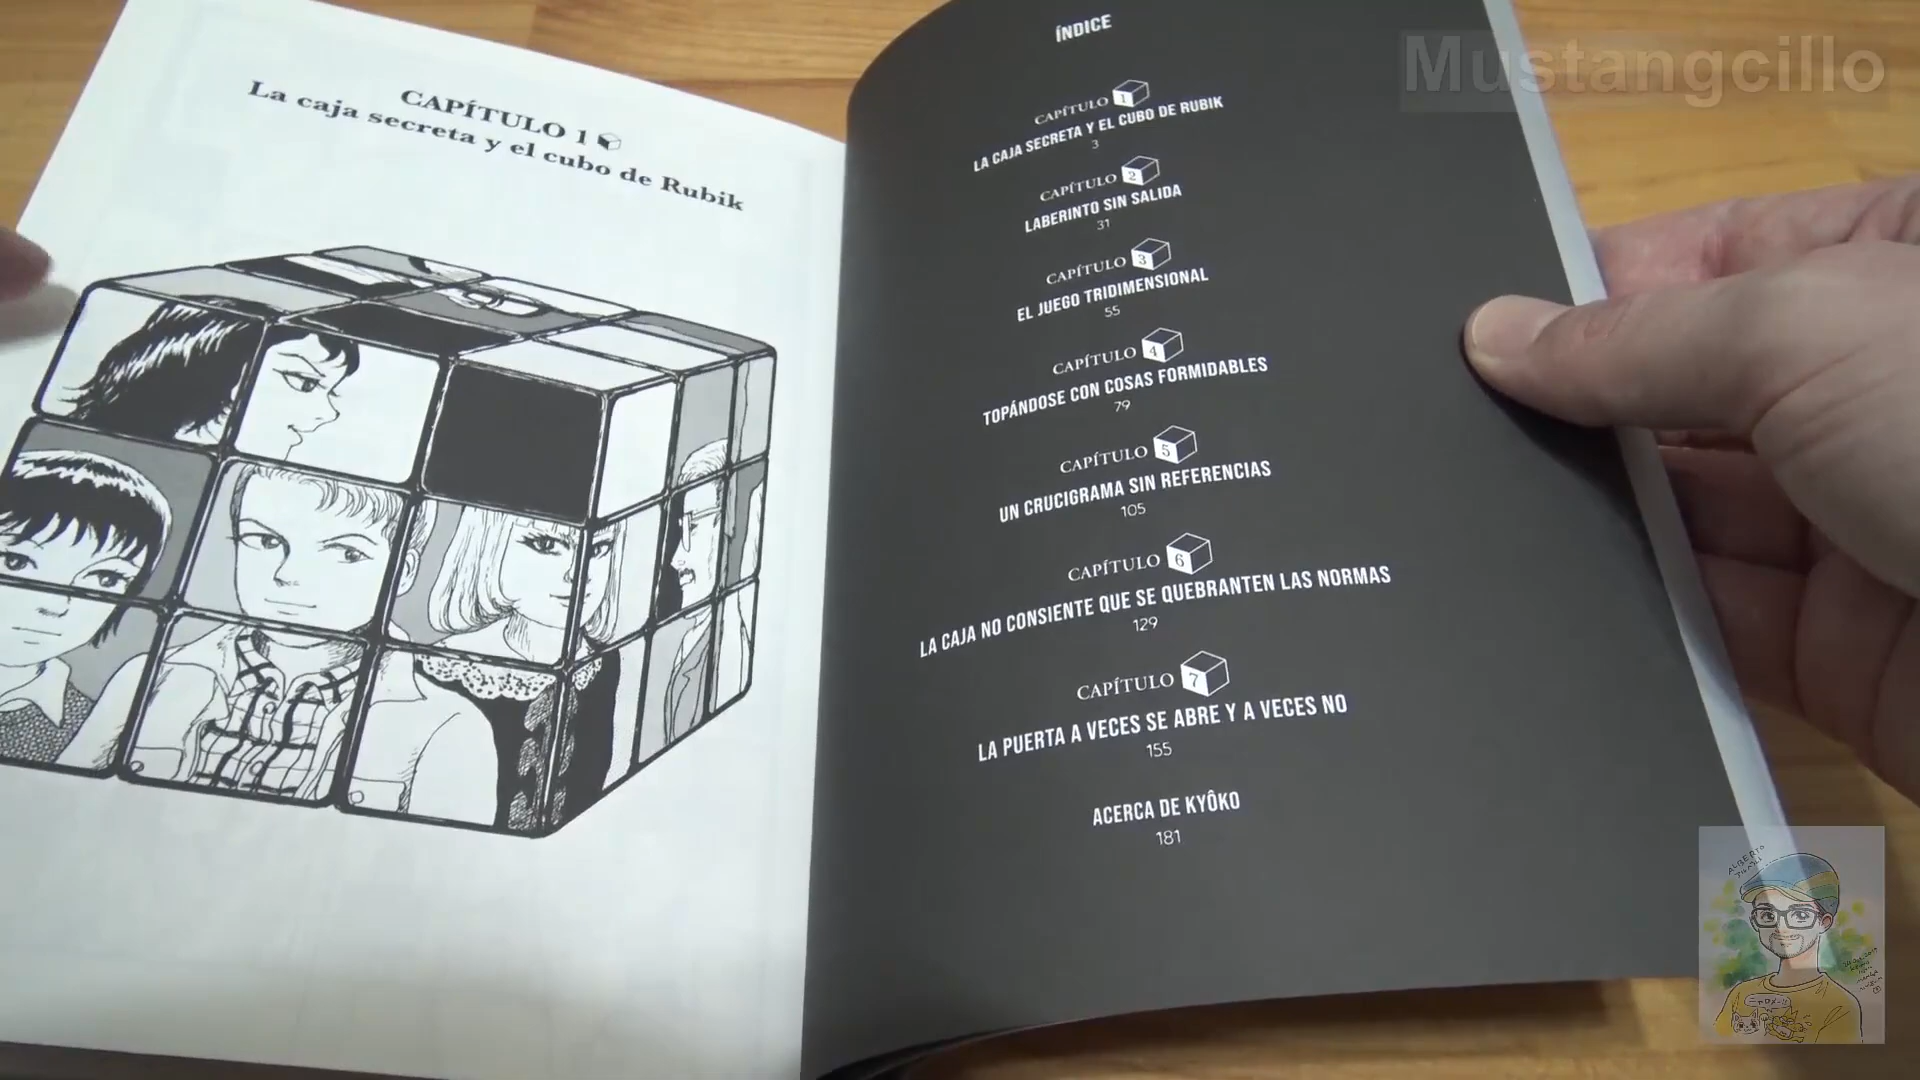 CAPÍTULO 1
La caja secreta y el cubo de Rubik
ÍNDICE
CAPÍTULO 1
LA CAJA SECRETA Y EL CUBO DE RUBIK
3
CAPÍTULO 2
LABERINTO SIN SALIDA
31
CAPÍTULO 3
EL JUEGO TRIDIMENSIONAL
55
CAPÍTULO 4
TOPÁNDOSE CON COSAS FORMIDABLES
79
CAPÍTULO 5
UN CRUCIGRAMA SIN REFERENCIAS
105
CAPÍTULO 6
LA CAJA NO CONSIENTE QUE SE QUEBRANTEN LAS NORMAS
129
CAPÍTULO 7
LA PUERTA A VECES SE ABRE Y A VECES NO
155
ACERCA DE KYÔKO
181
Mustangcillo
ALBERTO